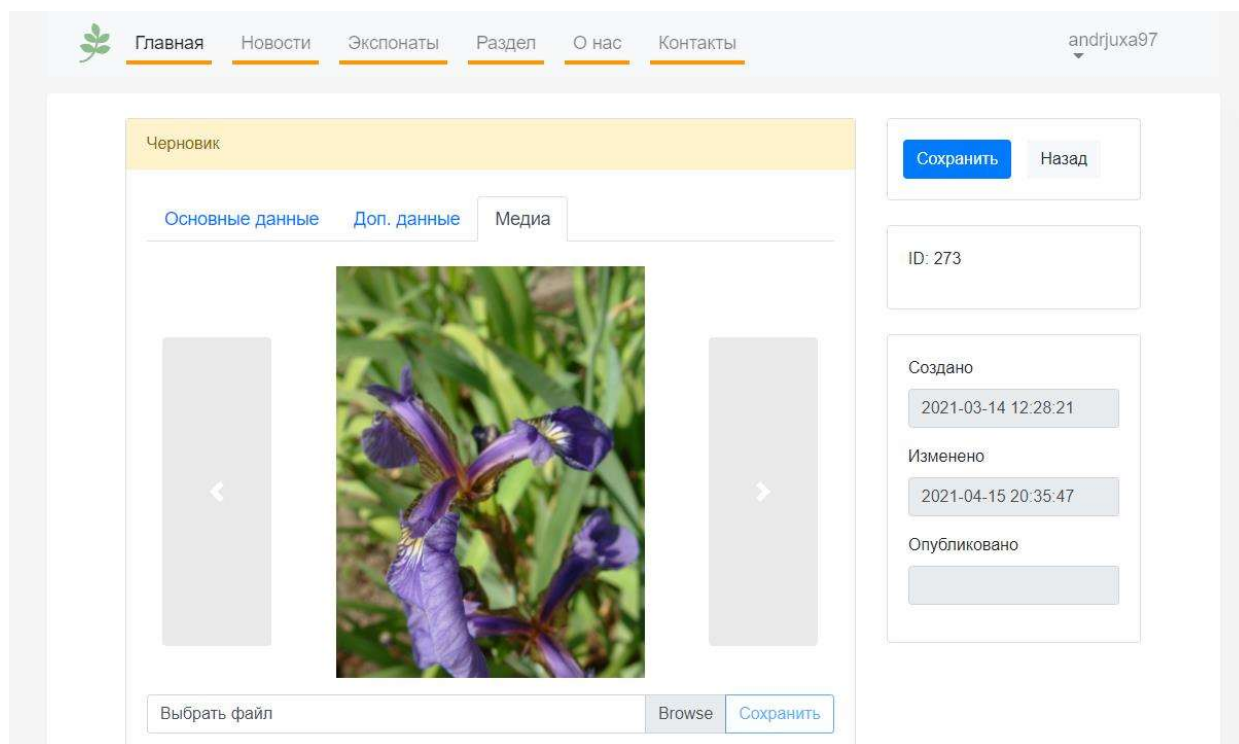 Главная Новости Экспонаты Раздел О нас Контакты andrjuxa97
Черновик
Сохранить Назад
Основные данные Доп. данные Медиа
ID: 273
Создано
2021-03-14 12:28:21
Изменено
2021-04-15 20:35:47
Опубликовано
Выбрать файл Browse Сохранить